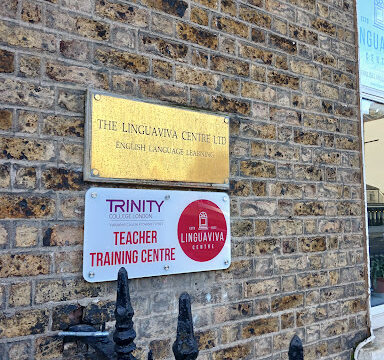 THE LINGUAVIVA CENTRE LTD
ENGLISH LANGUAGE LEARNING
TRINITY
COLLEGE LONDON
TEACHER
TRAINING CENTRE
LINGUAVIVA
CENTRE